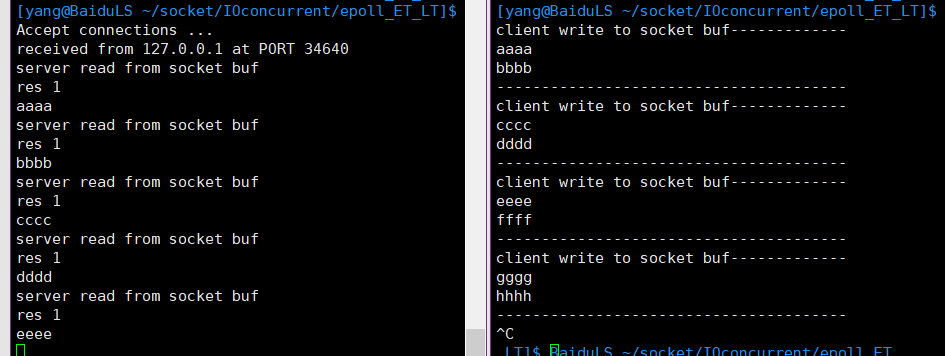 [yang@BaiduLS ~/socket/IOconcurrent/epoll_ET_LT]$
Accept connections ...
received from 127.0.0.1 at PORT 34640
server read from socket buf
res 1
aaaa
server read from socket buf
res 1
bbbb
server read from socket buf
res 1
cccc
server read from socket buf
res 1
dddd
server read from socket buf
res 1
eeee
[yang@BaiduLS ~/socket/IOconcurrent/epoll_ET_LT]$
client write to socket buf-------------
aaaa
bbbb
---------------------------------------
client write to socket buf-------------
cccc
dddd
---------------------------------------
client write to socket buf-------------
eeee
ffff
---------------------------------------
client write to socket buf-------------
gggg
hhhh
---------------------------------------
^C
_LT]$ BaiduLS ~/socket/IOconcurrent/epoll_ET